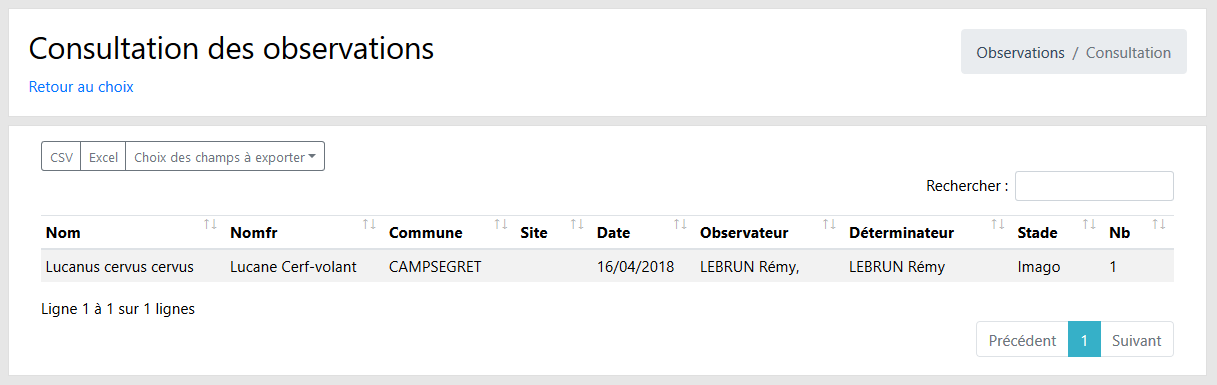 Consultation des observations
Observations / Consultation
Retour au choix
CSV Excel Choix des champs à exporter
Rechercher :
Nom Nomfr Commune Site Date Observateur Déterminateur Stade Nb
Lucanus cervus cervus Lucane Cerf-volant CAMPSEGRET 16/04/2018 LEBRUN Rémy, LEBRUN Rémy Imago 1
Ligne 1 à 1 sur 1 lignes
Précédent 1 Suivant